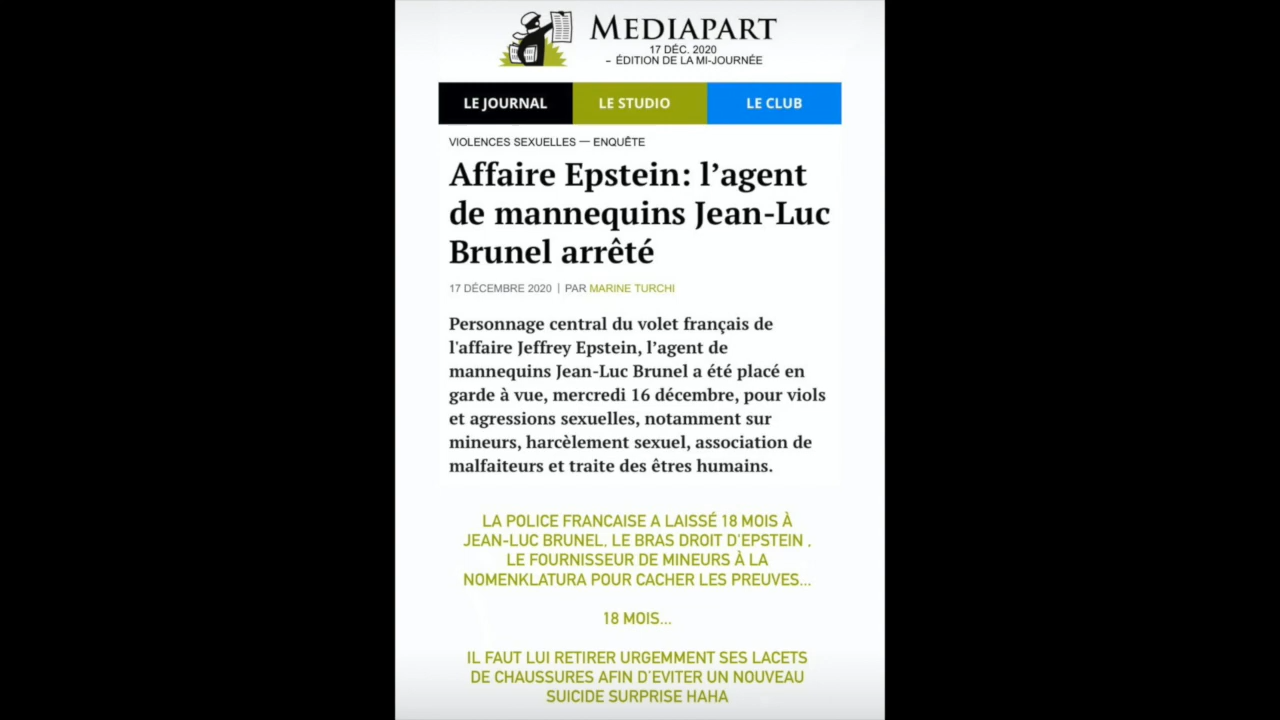 MEDIAPART
17 DÉC. 2020
– ÉDITION DE LA MI-JOURNÉE
LE JOURNAL
LE STUDIO
LE CLUB
VIOLENCES SEXUELLES — ENQUÊTE
Affaire Epstein: l’agent
de mannequins Jean-Luc
Brunel arrêté
17 DÉCEMBRE 2020 | PAR MARINE TURCHI
Personnage central du volet français de
l'affaire Jeffrey Epstein, l’agent de
mannequins Jean-Luc Brunel a été placé en
garde à vue, mercredi 16 décembre, pour viols
et agressions sexuelles, notamment sur
mineurs, harcèlement sexuel, association de
malfaiteurs et traite des êtres humains.
LA POLICE FRANCAISE A LAISSÉ 18 MOIS À
JEAN-LUC BRUNEL, LE BRAS DROIT D'EPSTEIN ,
LE FOURNISSEUR DE MINEURS À LA
NOMENKLATURA POUR CACHER LES PREUVES...
18 MOIS...
IL FAUT LUI RETIRER URGEMMENT SES LACETS
DE CHAUSSURES AFIN D'EVITER UN NOUVEAU
SUICIDE SURPRISE HAHA